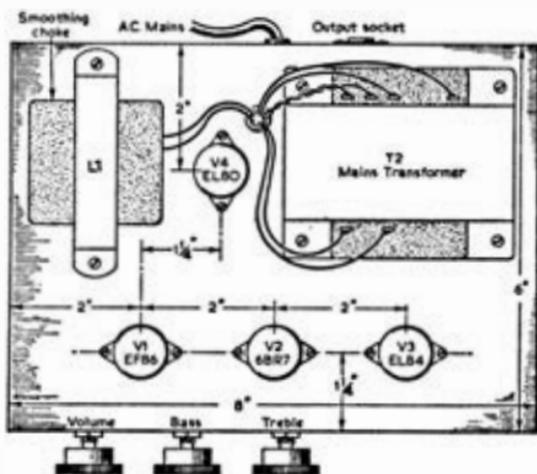 Smoothing choke
A.C. Mains
Output socket
2"
L1
V4
EL80
T2
Mains Transformer
1¼"
6"
2"
2"
2"
V1
EF86
V2
6BR7
V3
EL84
1¼"
8"
Volume
Bass
Treble